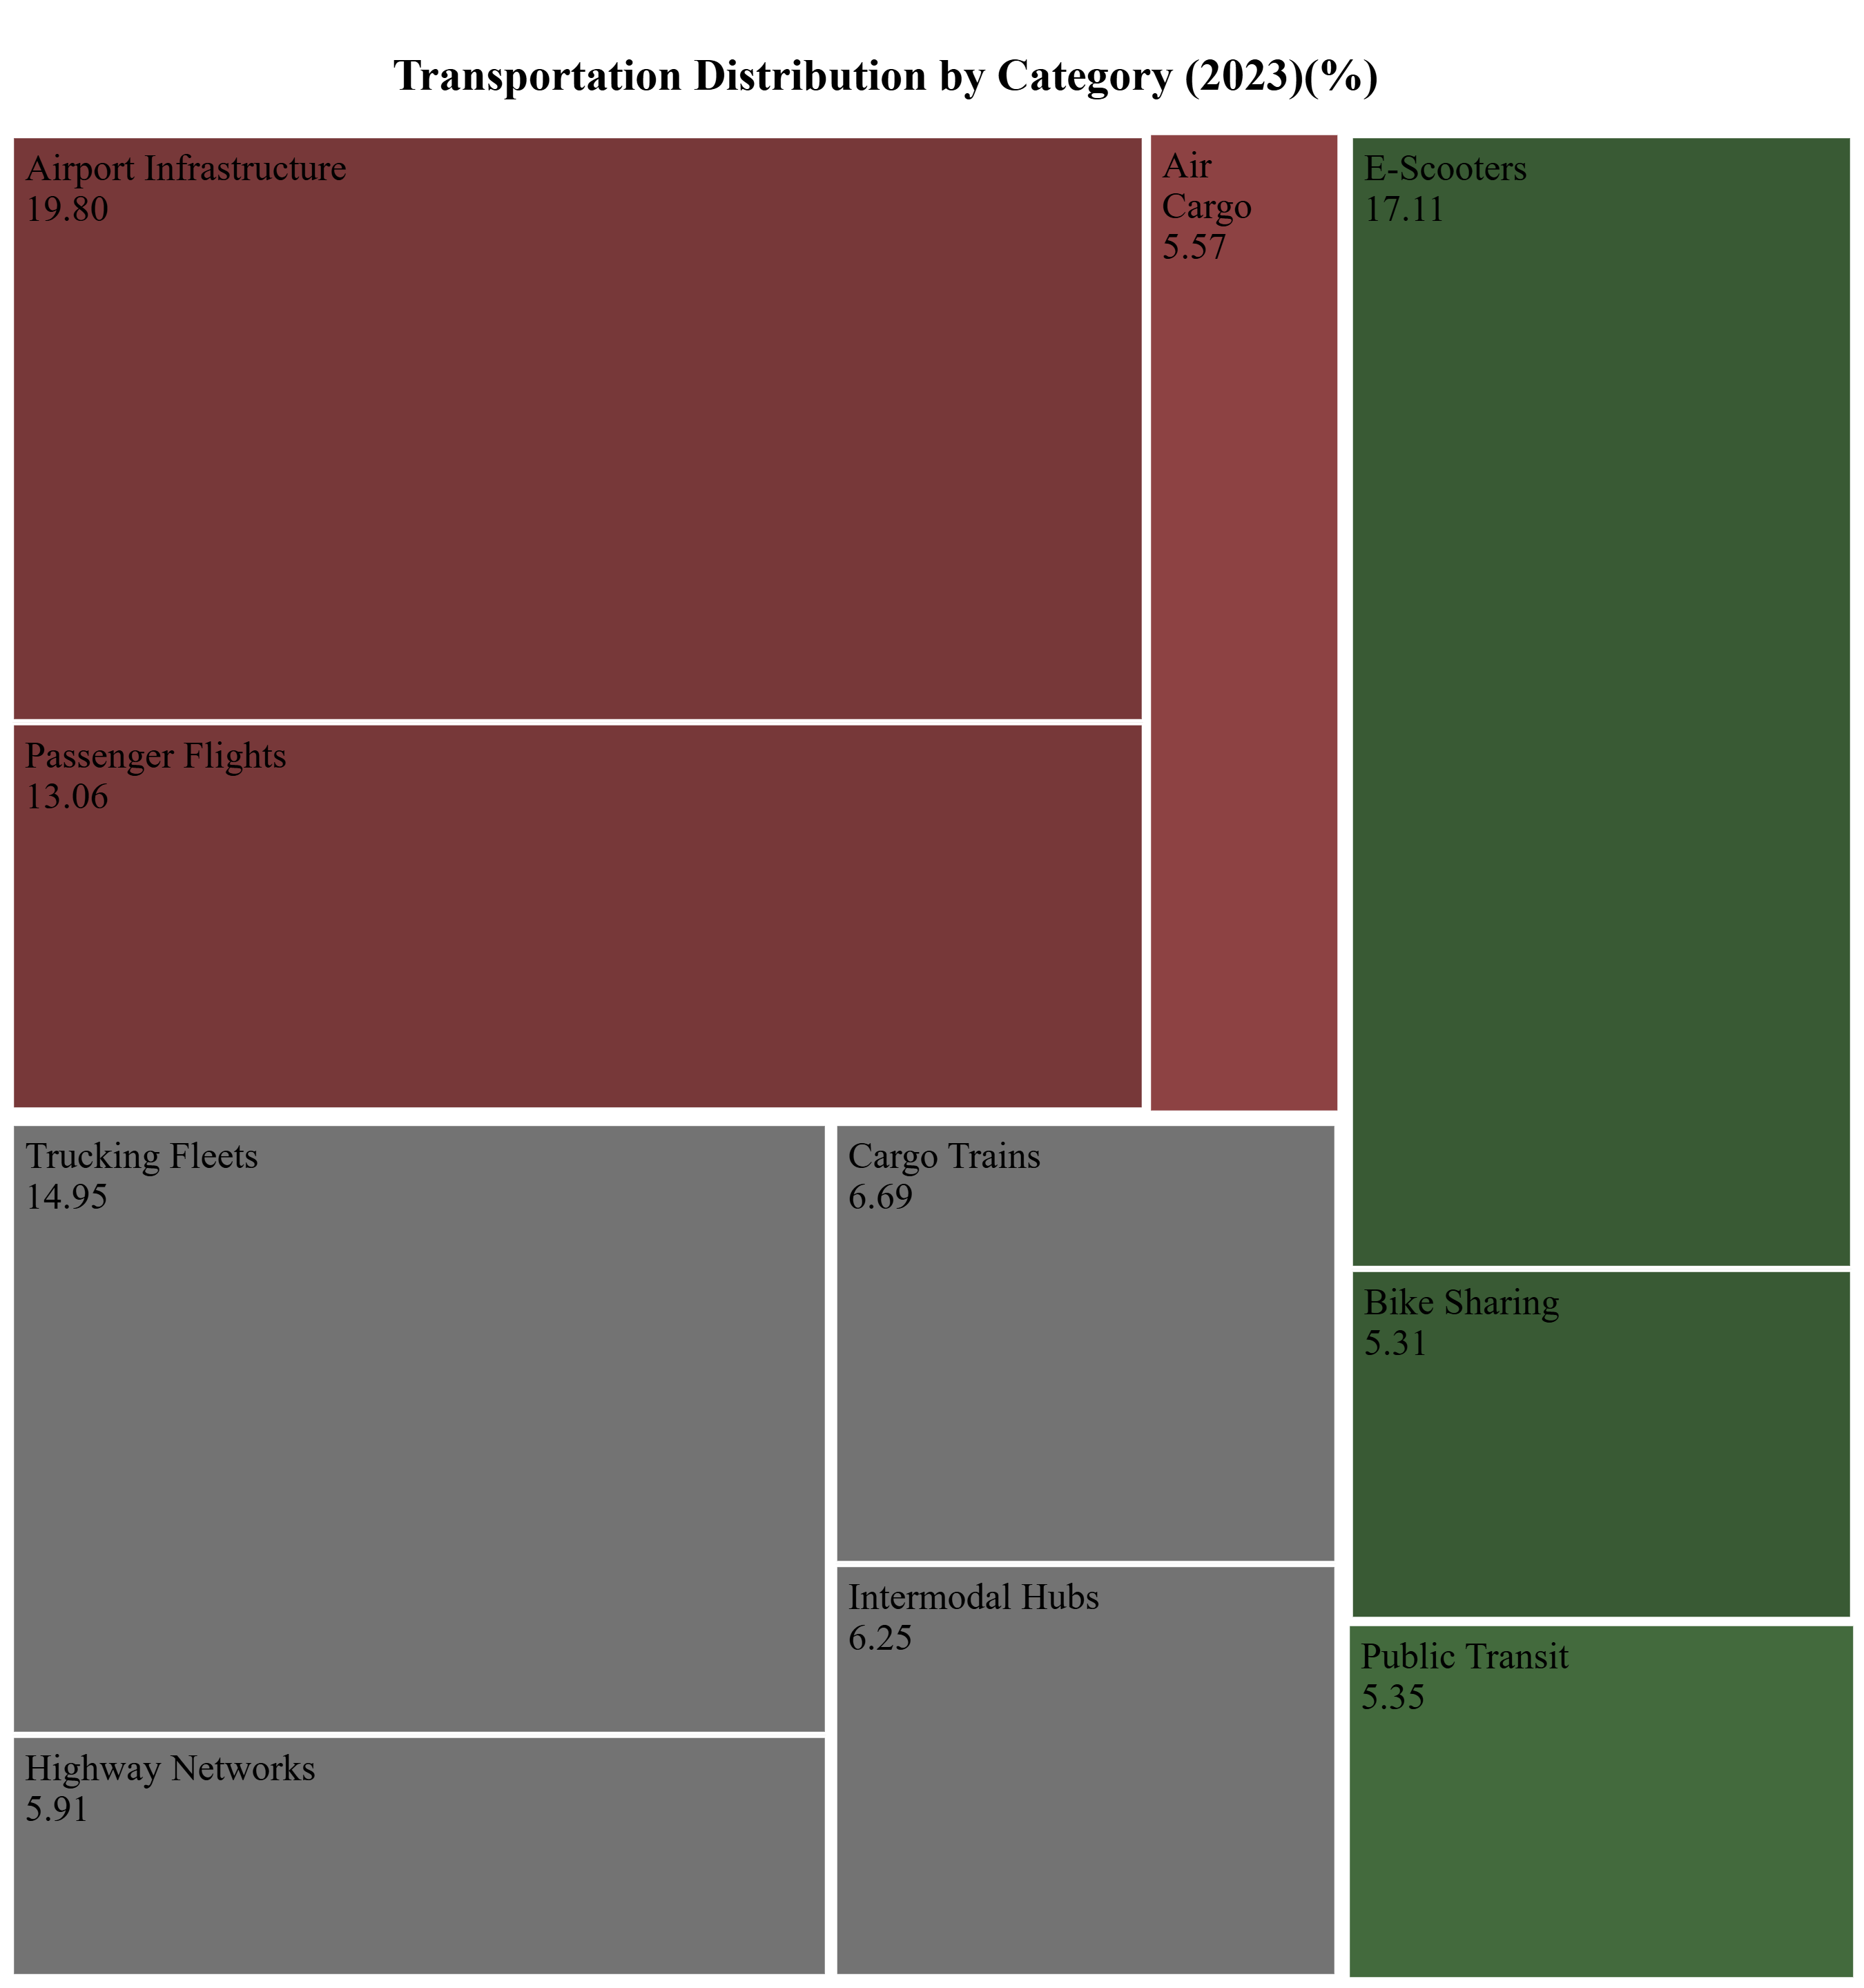 Transportation Distribution by Category (2023)(%)
Airport Infrastructure
19.80
Air
Cargo
5.57
E-Scooters
17.11
Passenger Flights
13.06
Trucking Fleets
14.95
Cargo Trains
6.69
Bike Sharing
5.31
Intermodal Hubs
6.25
Public Transit
5.35
Highway Networks
5.91